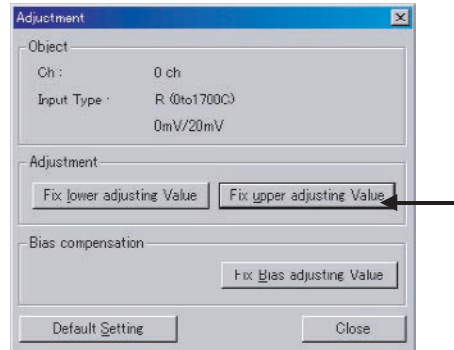 Adjuctment
Object
Ch : 0 ch
Input Type : R (0to1700C)
0mV/20mV
Adjustment
Fix lower adjusting Value Fix upper adjusting Value
Bias compensation
Fix Bias adjusting Value
Default Setting Close